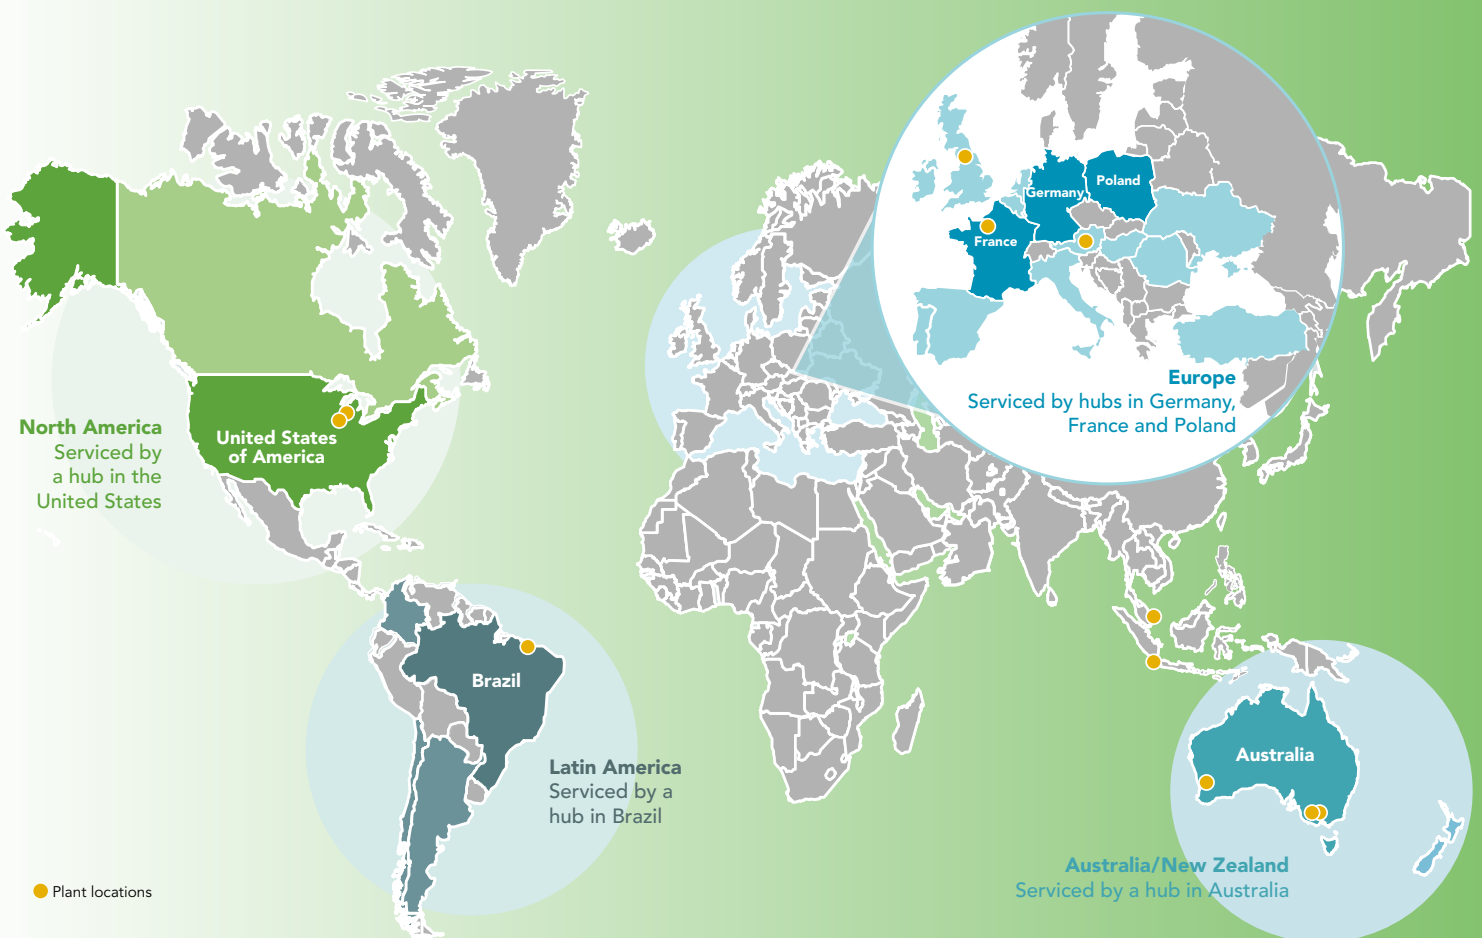 Germany
Poland
France
Europe
Serviced by hubs in Germany,
France and Poland
North America
Serviced by
a hub in the
United States
United States
of America
Brazil
Latin America
Serviced by a
hub in Brazil
Australia
Australia/New Zealand
Serviced by a hub in Australia
Plant locations